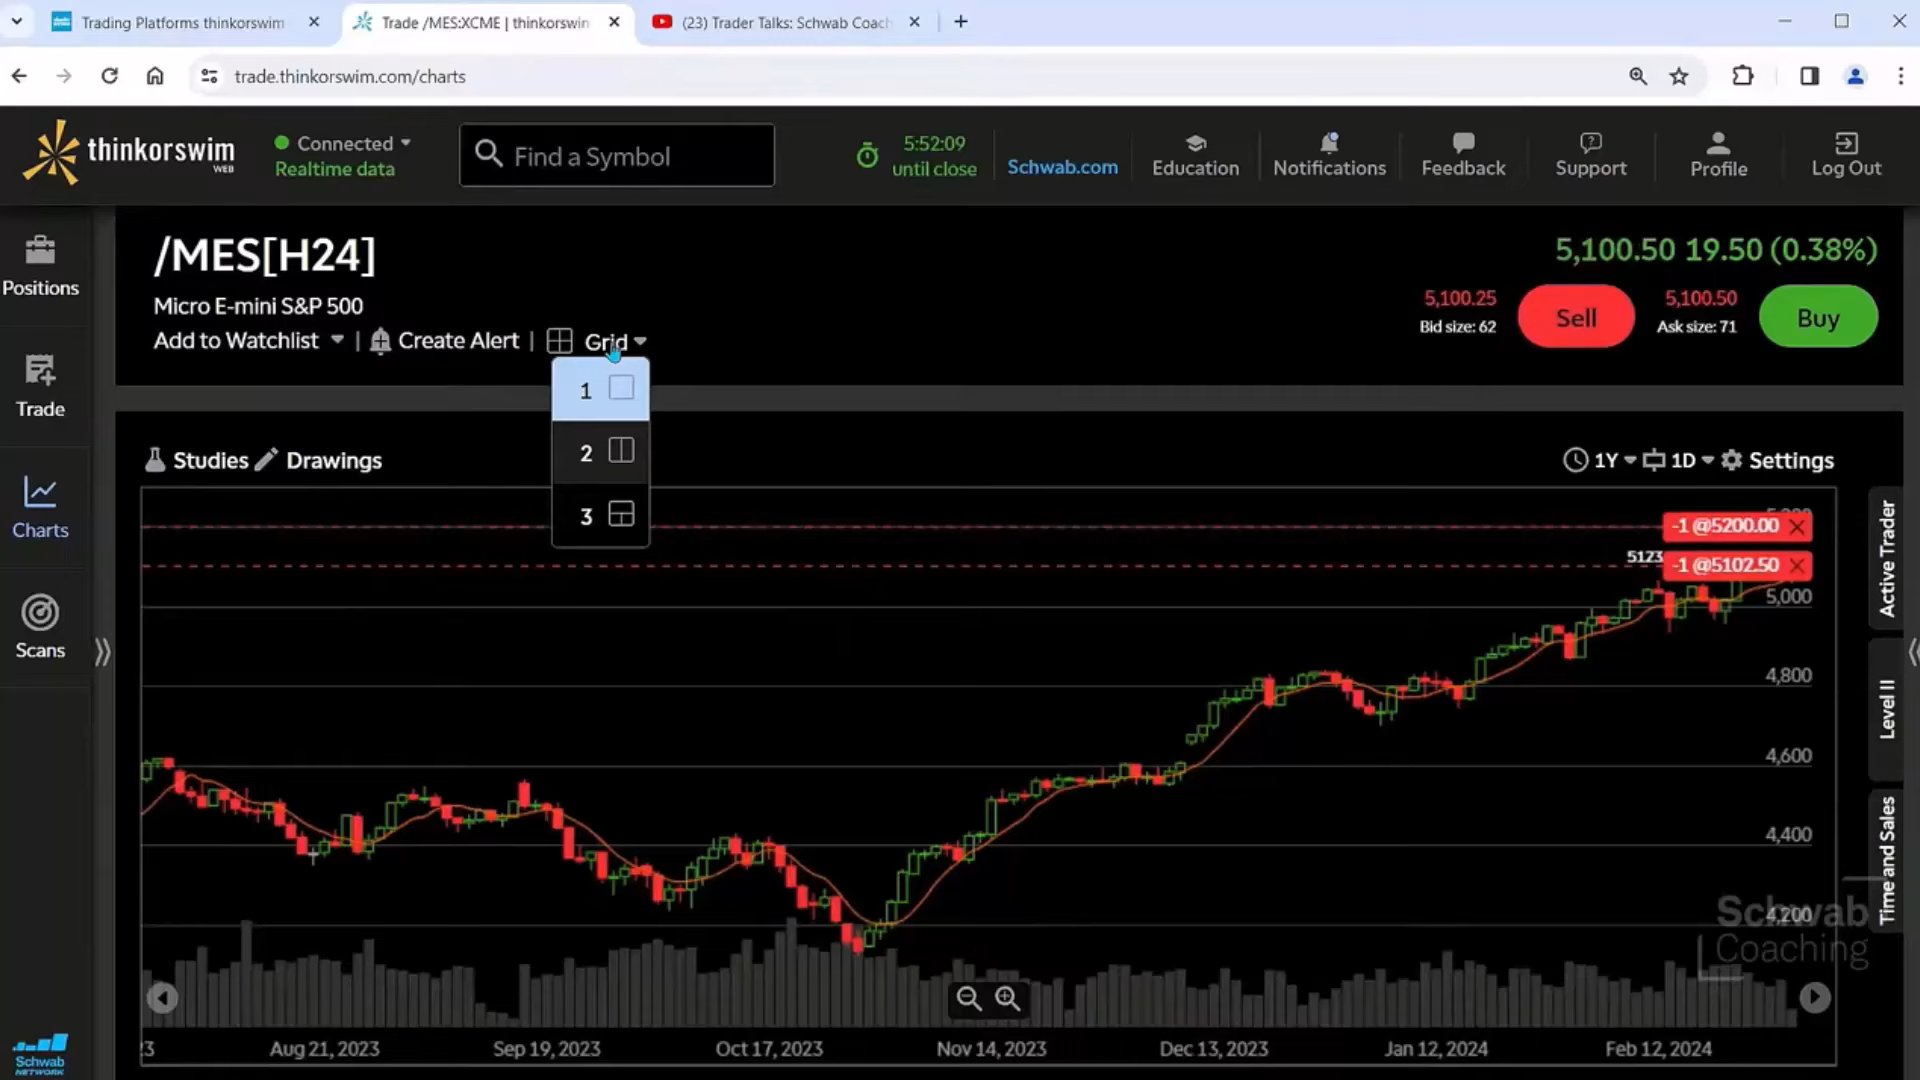 Trading Platforms thinkorswim
Trade /MES:XCME | thinkorswim
(23) Trader Talks: Schwab Coach
trade.thinkorswim.com/charts
thinkorswim
WEB
Connected
Realtime data
Find a Symbol
5:52:09
until close
Schwab.com
Education
Notifications
Feedback
Support
Profile
Log Out
Positions
Trade
Charts
Scans
Schwab
NETWORK
/MES[H24]
Micro E-mini S&P 500
Add to Watchlist | Create Alert | Grid
5,100.50 19.50 (0.38%)
5,100.25
Bid size: 62
Sell
5,100.50
Ask size: 71
Buy
1
2
3
Studies Drawings
1Y 1D Settings
-1 @5200.00
5123
-1 @5102.50
5,000
4,800
4,600
4,400
4,200
Active Trader
Level II
Time and Sales
Schwab
Coaching
Aug 21, 2023
Sep 19, 2023
Oct 17, 2023
Nov 14, 2023
Dec 13, 2023
Jan 12, 2024
Feb 12, 2024